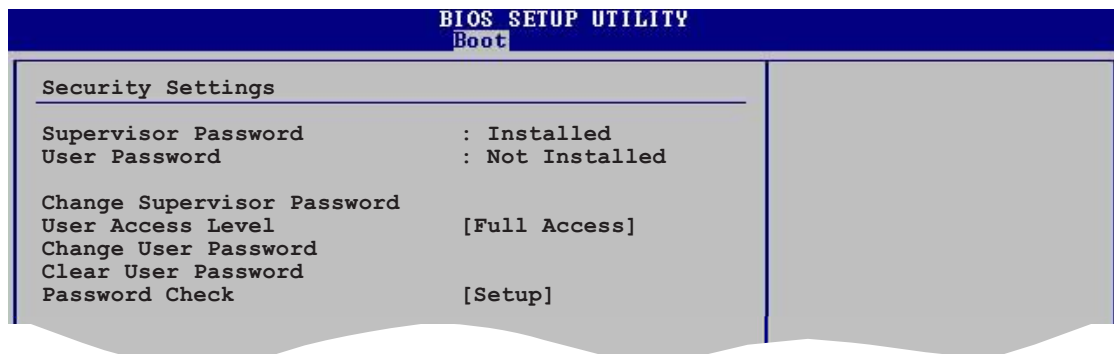 BIOS SETUP UTILITY
Boot
Security Settings
Supervisor Password : Installed
User Password : Not Installed
Change Supervisor Password
User Access Level [Full Access]
Change User Password
Clear User Password
Password Check [Setup]